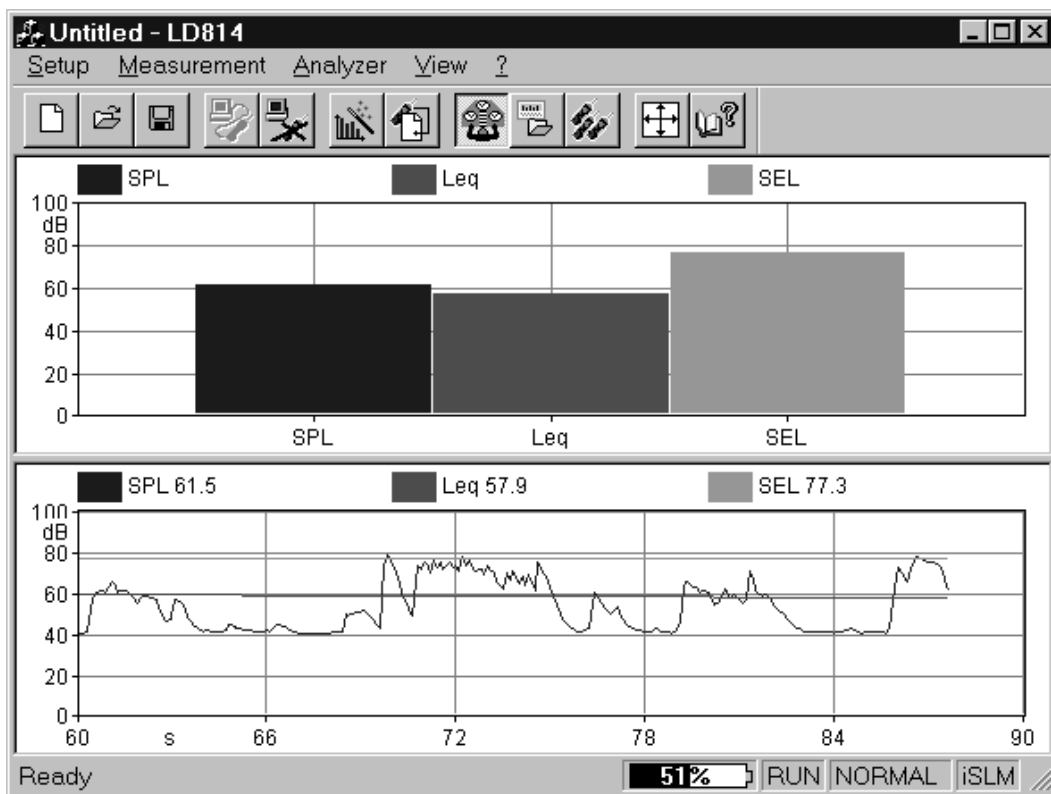 Untitled - LD814
Setup Measurement Analyzer View ?
SPL Leq SEL
100
dB
80
60
40
20
0
SPL Leq SEL
SPL 61.5 Leq 57.9 SEL 77.3
100
dB
80
60
40
20
0
60 s 66 72 78 84 90
Ready 51% RUN NORMAL iSLM